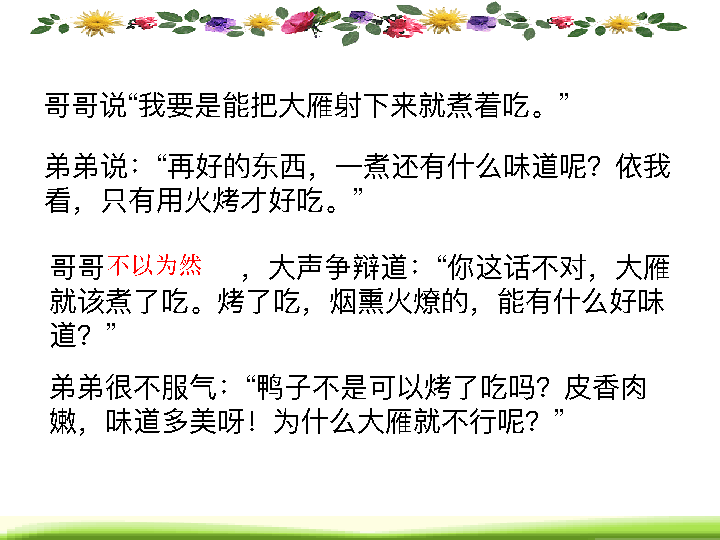 哥哥说“我要是能把大雁射下来就煮着吃。”
弟弟说：“再好的东西，一煮还有什么味道呢？依我
看，只有用火烤才好吃。”
哥哥不以为然 ，大声争辩道：“你这话不对，大雁
就该煮了吃。烤了吃，烟熏火燎的，能有什么好味
道？”
弟弟很不服气：“鸭子不是可以烤了吃吗？皮香肉
嫩，味道多美呀！为什么大雁就不行呢？”